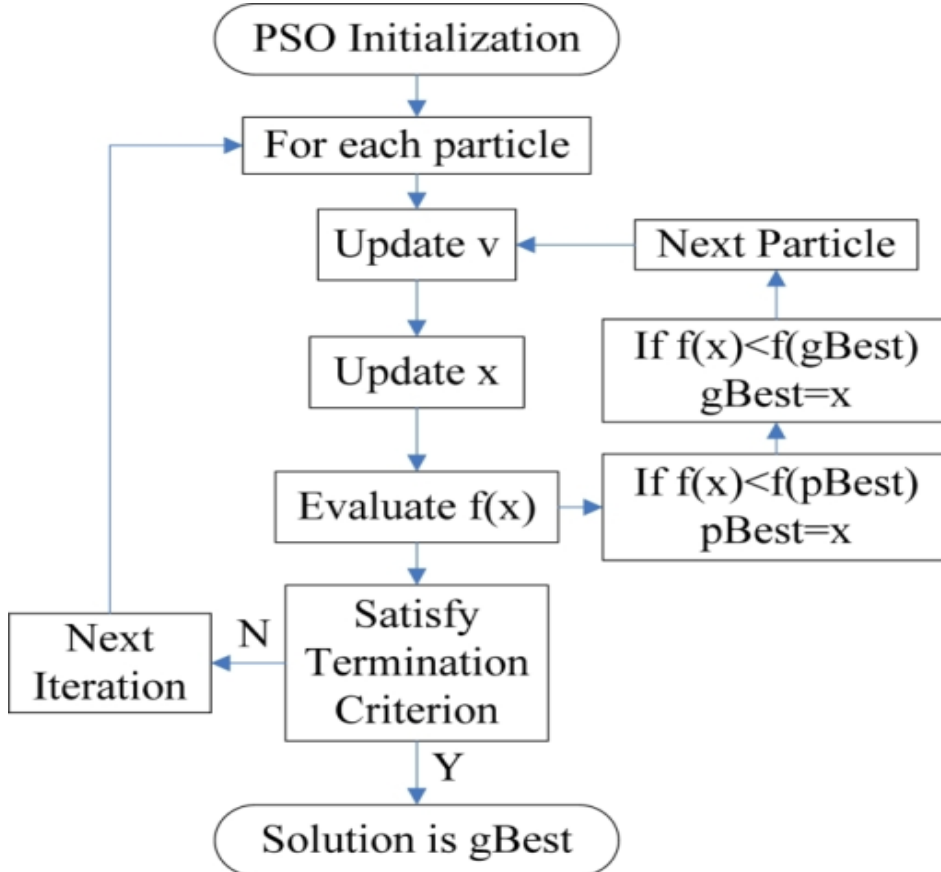 PSO Initialization
For each particle
Update v
Next Particle
Update x
If f(x)<f(gBest)
gBest=x
Evaluate f(x)
If f(x)<f(pBest)
pBest=x
Satisfy
Termination
Criterion
N
Next
Iteration
Y
Solution is gBest